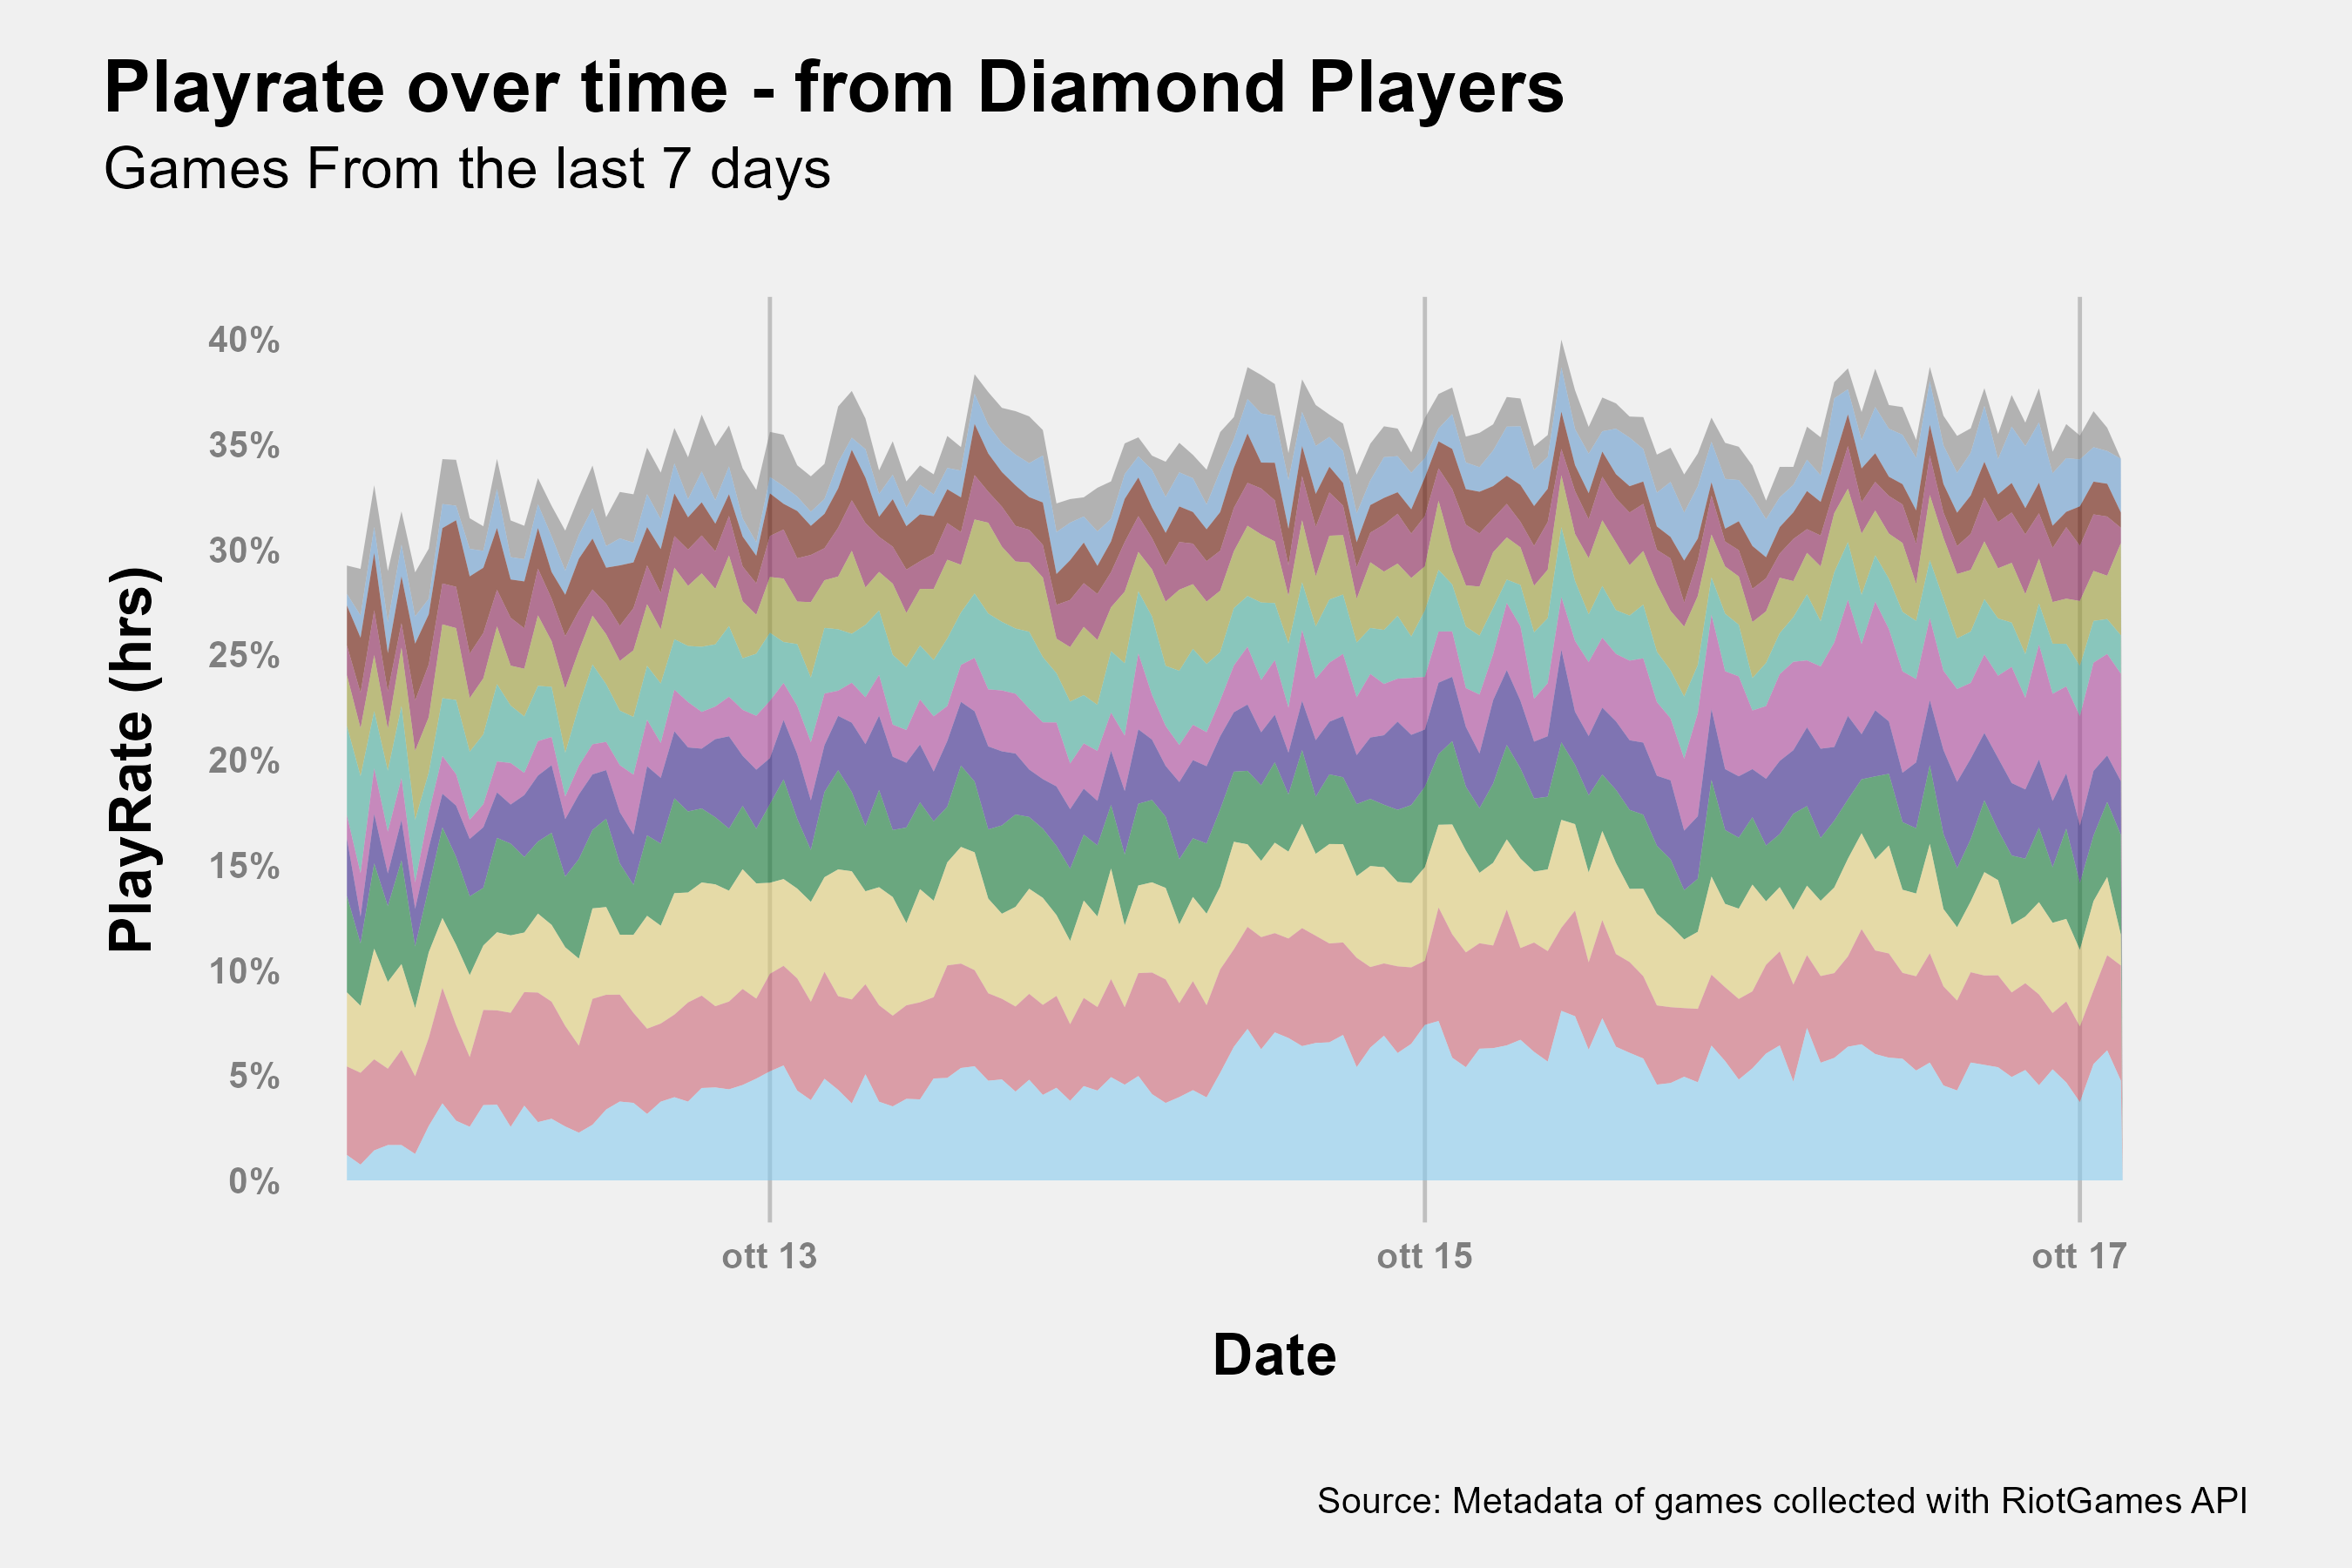 Playrate over time - from Diamond Players
Games From the last 7 days
40%
35%
30%
25%
20%
15%
10%
5%
0%
PlayRate (hrs)
ott 13
ott 15
ott 17
Date
Source: Metadata of games collected with RiotGames API